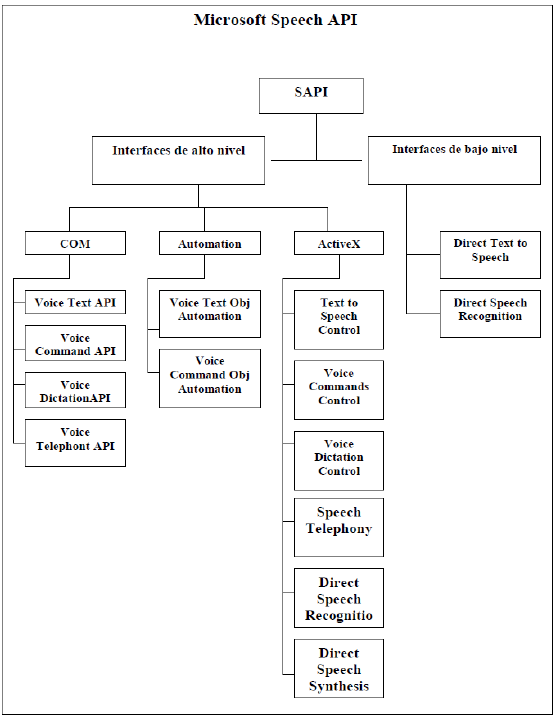 Microsoft Speech API
SAPI
Interfaces de alto nivel
Interfaces de bajo nivel
COM
Automation
ActiveX
Direct Text to
Speech
Voice Text API
Voice Text Obj
Automation
Text to
Speech
Control
Direct Speech
Recognition
Voice
Command API
Voice
Command Obj
Automation
Voice
Commands
Control
Voice
DictationAPI
Voice
Telephont API
Voice
Dictation
Control
Speech
Telephony
Direct
Speech
Recognitio
Direct
Speech
Synthesis